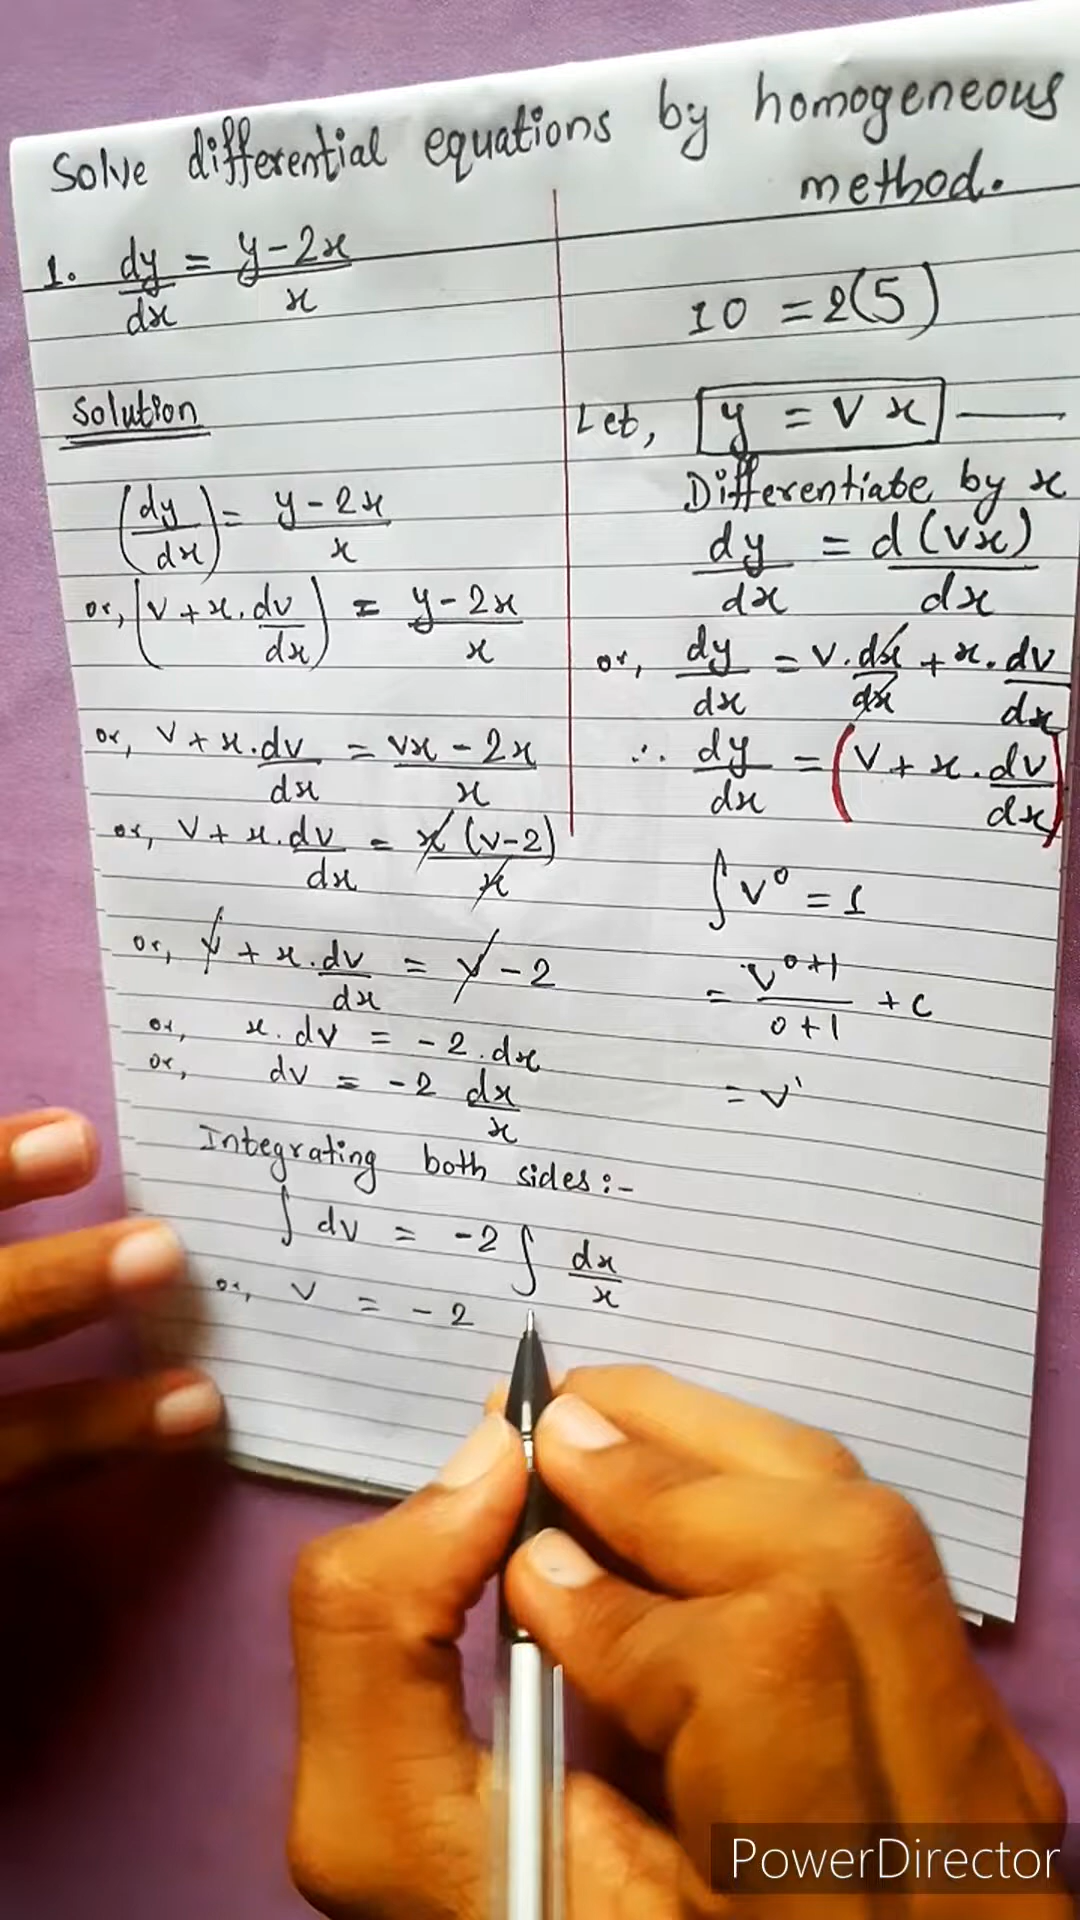 Solve differential equations by homogeneous
method.
1. dy/dx = y-2x/x
Solution
(dy/dx) = y-2x/x
or, (v+x.dv/dx) = y-2x/x
or, v+x.dv/dx = vx-2x/x
or, v+x.dv/dx = x(v-2)/x
or, v+x.dv/dx = v-2
or, x.dv = -2.dx
or, dv = -2 dx/x
Integrating both sides:-
∫dv = -2∫dx/x
or, v = -2
10 = 2(5)
Let, y = vx
Differentiate by x
dy/dx = d(vx)/dx
or, dy/dx = v.dx/dx + x.dv/dx
∴ dy/dx = (v+x.dv/dx)
∫v⁰ = 1
= v⁰⁺¹/0+1 + c
= v¹
PowerDirector